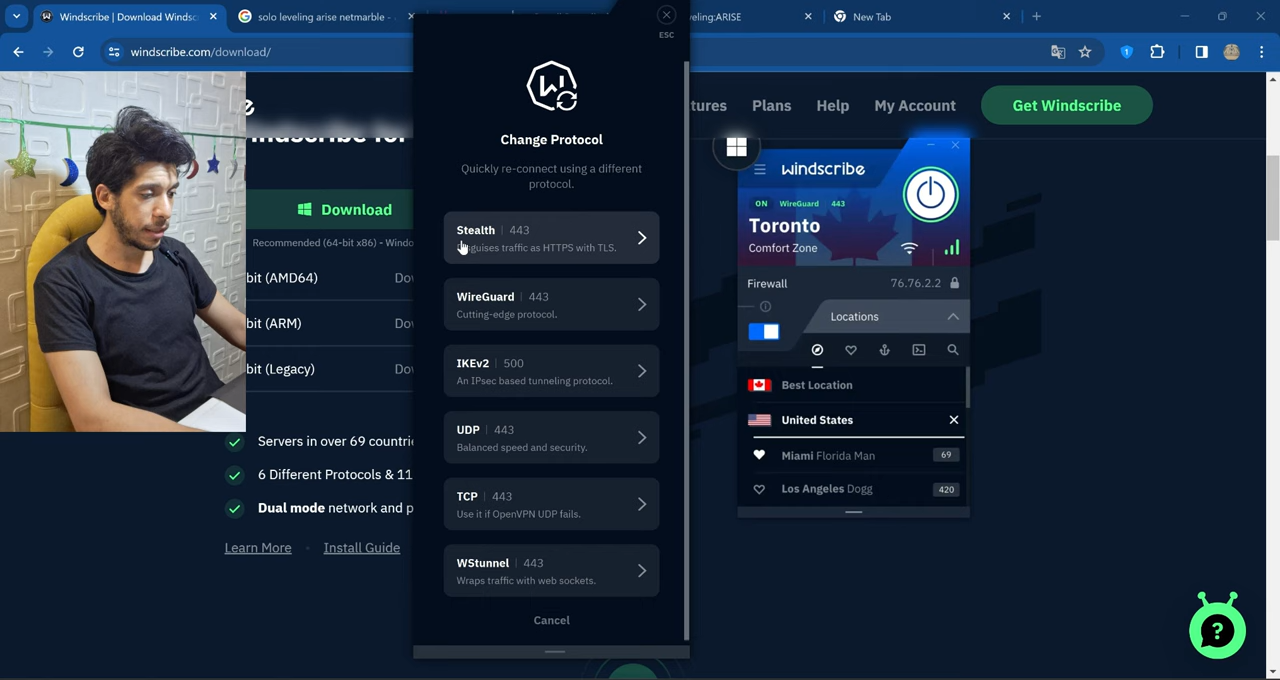 Windscribe | Download Windsc
solo leveling arise netmarble -
eling:ARISE
New Tab
windscribe.com/download/
ESC
tures
Plans
Help
My Account
Get Windscribe
Change Protocol
Quickly re-connect using a different
protocol.
Download
Recommended (64-bit x86) - Windo
bit (AMD64)
Dow
bit (ARM)
Dow
bit (Legacy)
Dow
Stealth | 443
guises traffic as HTTPS with TLS.
WireGuard | 443
Cutting-edge protocol.
IKEv2 | 500
An IPsec based tunneling protocol.
UDP | 443
Balanced speed and security.
TCP | 443
Use it if OpenVPN UDP fails.
WStunnel | 443
Wraps traffic with web sockets.
Cancel
Servers in over 69 countrie
6 Different Protocols & 11
Dual mode network and p
Learn More
Install Guide
windscribe
ON WireGuard 443
Toronto
Comfort Zone
Firewall
76.76.2.2
Locations
Best Location
United States
Miami Florida Man
69
Los Angeles Dogg
420
?